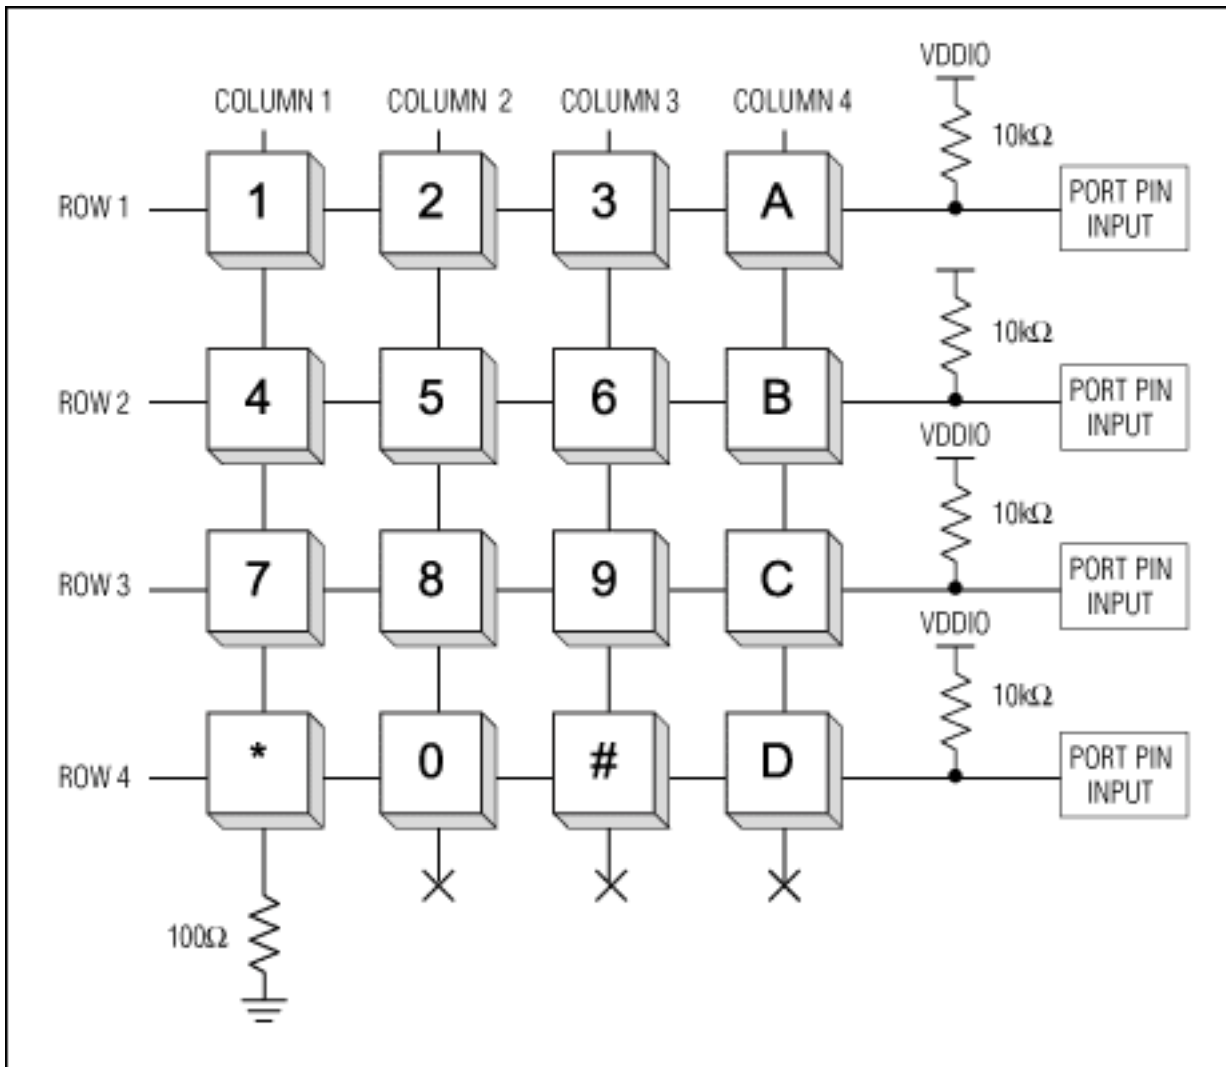 VDDIO
COLUMN 1 COLUMN 2 COLUMN 3 COLUMN 4
10kΩ
ROW 1 1 2 3 A PORT PIN
INPUT
10kΩ
ROW 2 4 5 6 B PORT PIN
INPUT
VDDIO
10kΩ
ROW 3 7 8 9 C PORT PIN
INPUT
VDDIO
10kΩ
ROW 4 * 0 # D PORT PIN
INPUT
100Ω